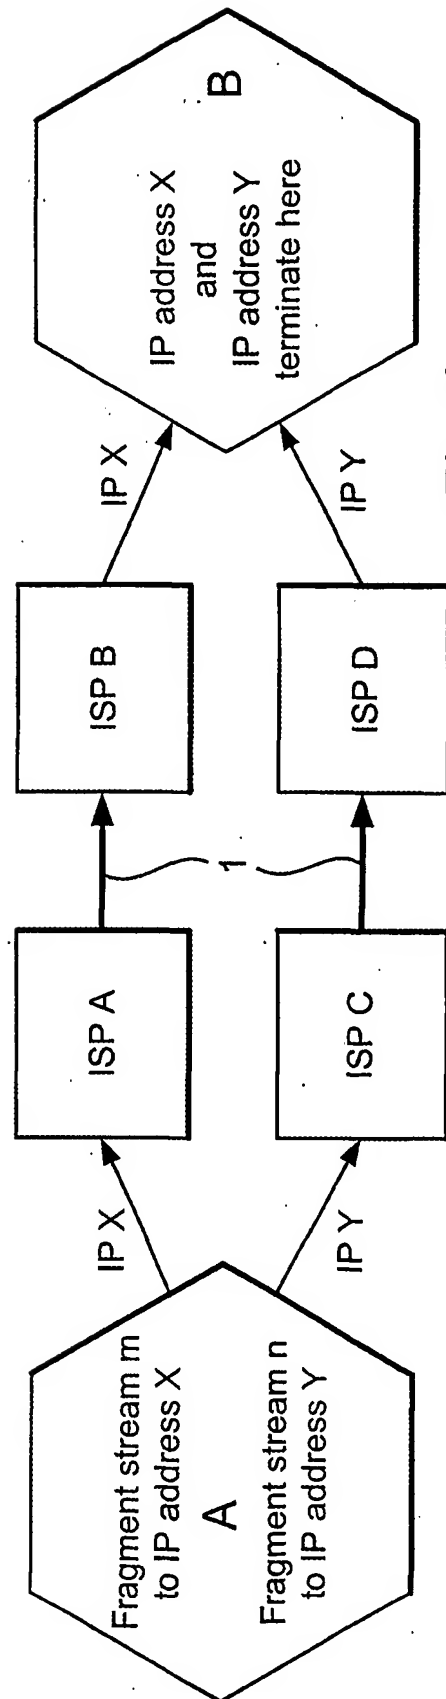 Fragment stream m
to IP address X
A
Fragment stream n
to IP address Y
IP X
IP Y
ISP A
ISP C
1
ISP B
ISP D
IP X
IP Y
IP address X
and
IP address Y
terminate here
B